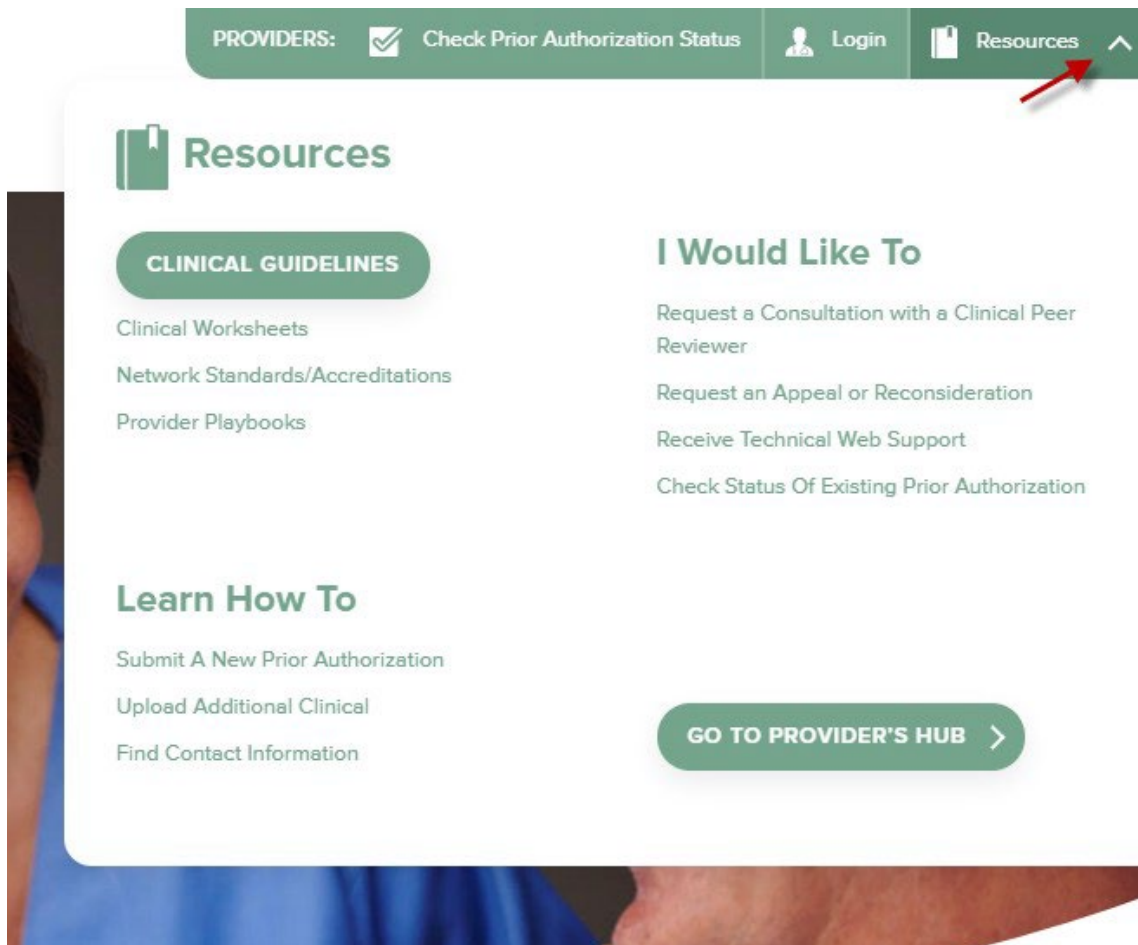 PROVIDERS: Check Prior Authorization Status Login Resources
Resources
CLINICAL GUIDELINES
Clinical Worksheets
Network Standards/Accreditations
Provider Playbooks
I Would Like To
Request a Consultation with a Clinical Peer
Reviewer
Request an Appeal or Reconsideration
Receive Technical Web Support
Check Status Of Existing Prior Authorization
Learn How To
Submit A New Prior Authorization
Upload Additional Clinical
Find Contact Information
GO TO PROVIDER'S HUB